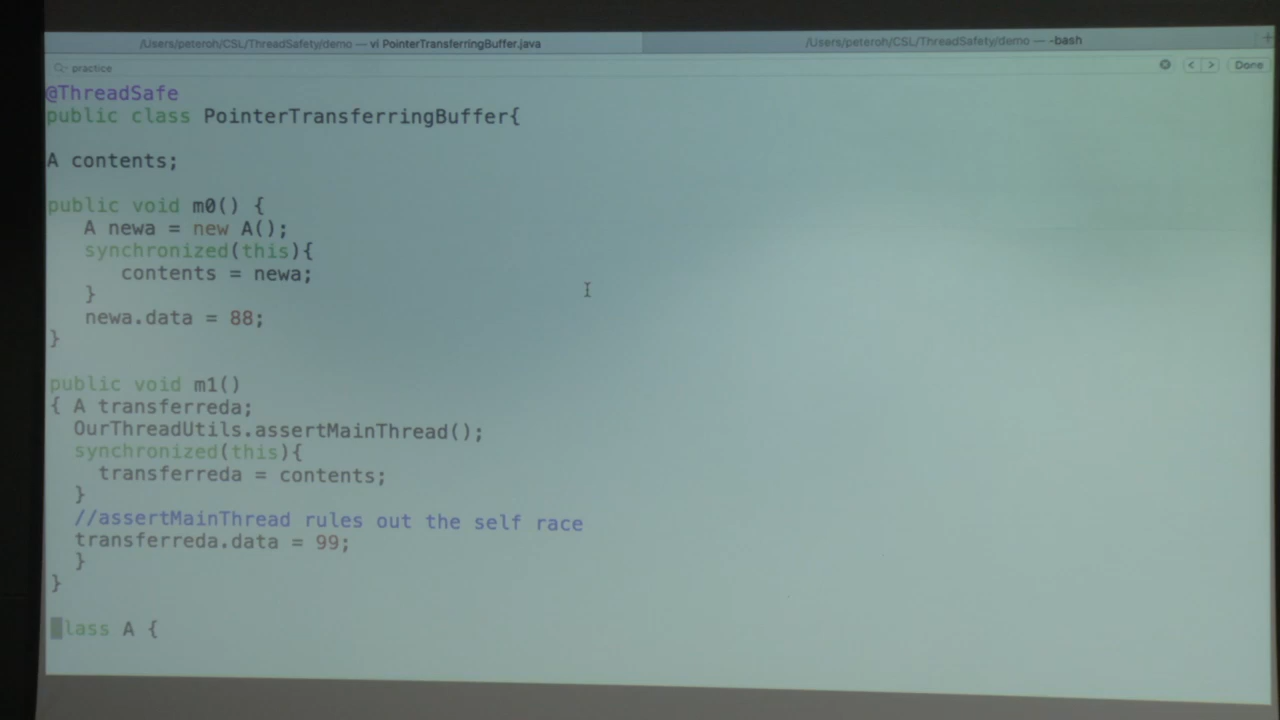 /Users/peteroh/CSL/ThreadSafety/demo — vi PointerTransferringBuffer.java
/Users/peteroh/CSL/ThreadSafety/demo — -bash
practice
Done
@ThreadSafe
public class PointerTransferringBuffer{
A contents;
public void m0() {
A newa = new A();
synchronized(this){
contents = newa;
}
newa.data = 88;
}
public void m1()
{ A transferreda;
OurThreadUtils.assertMainThread();
synchronized(this){
transferreda = contents;
}
//assertMainThread rules out the self race
transferreda.data = 99;
}
}
class A {